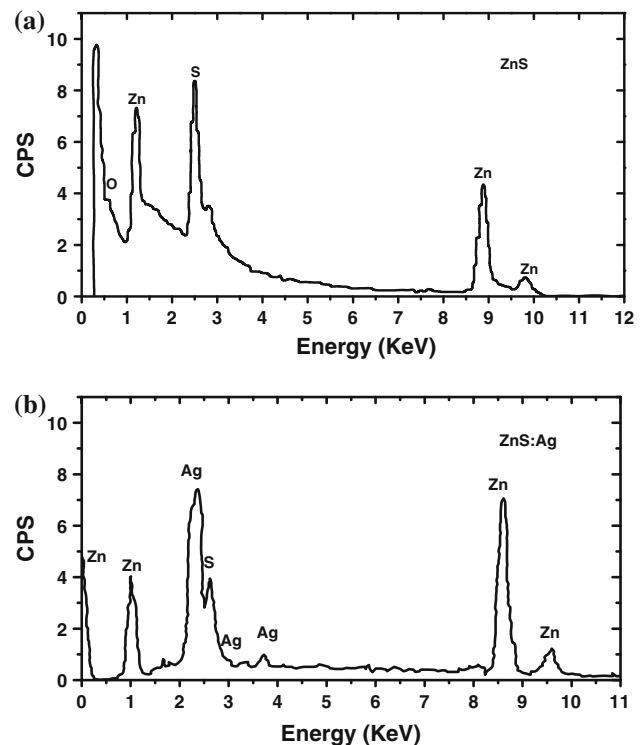 (a)
10
8
6
4
2
0
CPS
O
Zn
S
ZnS
Zn
Zn
0 1 2 3 4 5 6 7 8 9 10 11 12
Energy (KeV)
(b)
10
8
6
4
2
0
CPS
Zn
Zn
Ag
S
Ag
Ag
ZnS:Ag
Zn
Zn
0 1 2 3 4 5 6 7 8 9 10 11
Energy (KeV)